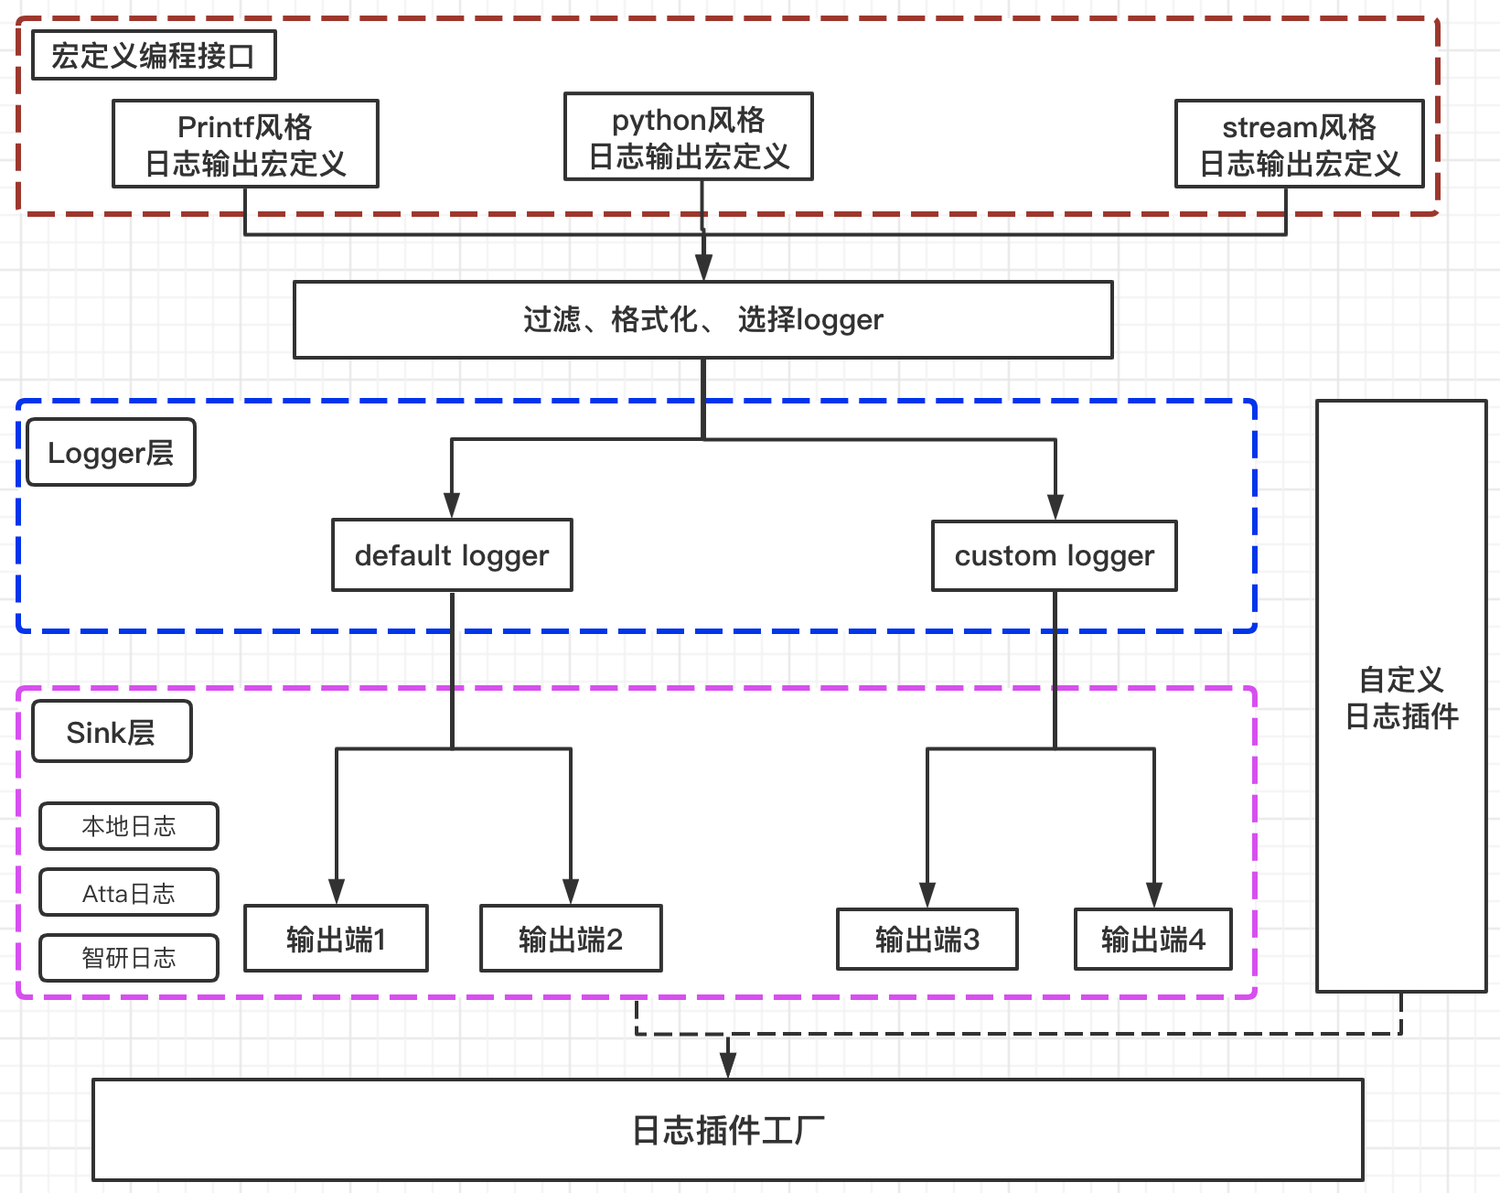 宏定义编程接口
Printf风格
日志输出宏定义
python风格
日志输出宏定义
stream风格
日志输出宏定义
过滤、格式化、 选择logger
Logger层
default logger
custom logger
自定义
日志插件
Sink层
本地日志
Atta日志
智研日志
输出端1
输出端2
输出端3
输出端4
日志插件工厂